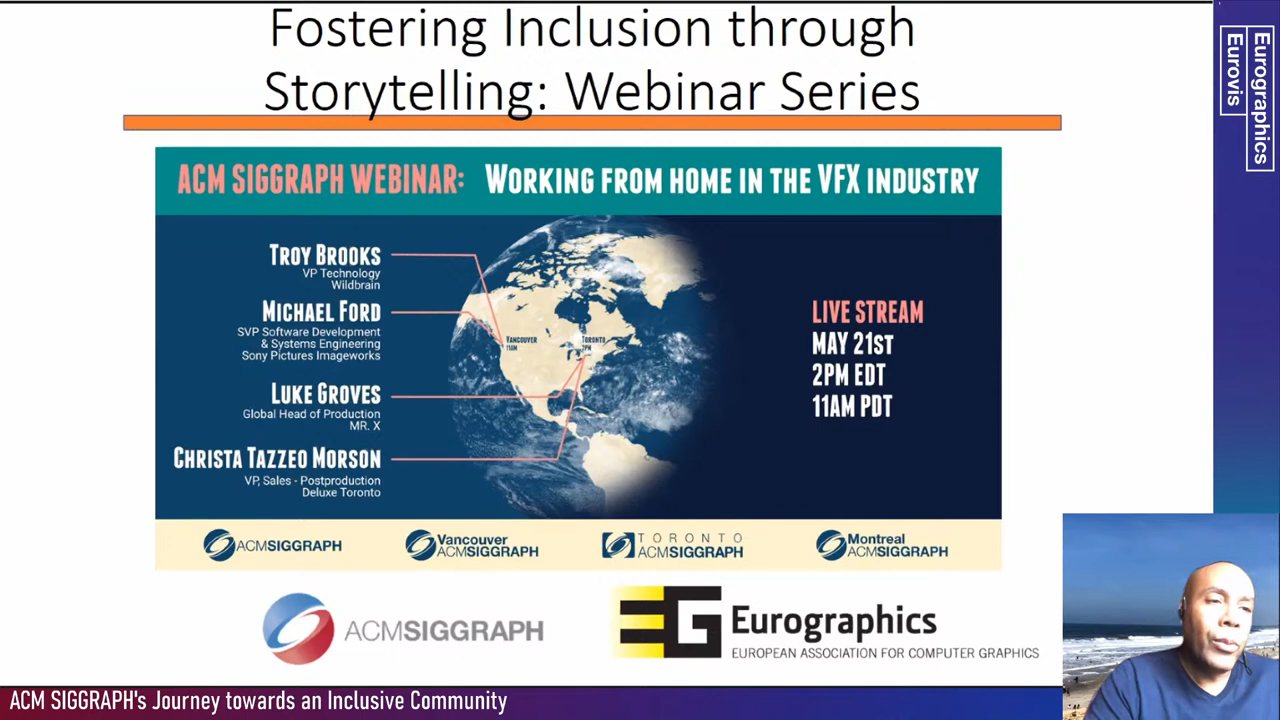 Fostering Inclusion through
Storytelling: Webinar Series
ACM SIGGRAPH WEBINAR: WORKING FROM HOME IN THE VFX INDUSTRY
TROY BROOKS
VP Technology
Wildbrain
MICHAEL FORD
SVP Software Development
& Systems Engineering
Sony Pictures Imageworks
LUKE GROVES
Global Head of Production
MR. X
CHRISTA TAZZEO MORSON
VP, Sales - Postproduction
Deluxe Toronto
VANCOUVER
11AM
TORONTO
2PM
LIVE STREAM
MAY 21ST
2PM EDT
11AM PDT
ACMSIGGRAPH
Vancouver
ACMSIGGRAPH
TORONTO
ACMSIGGRAPH
Montreal
ACMSIGGRAPH
ACMSIGGRAPH
EG Eurographics
EUROPEAN ASSOCIATION FOR COMPUTER GRAPHICS
Eurographics
Eurovis
ACM SIGGRAPH's Journey towards an Inclusive Community